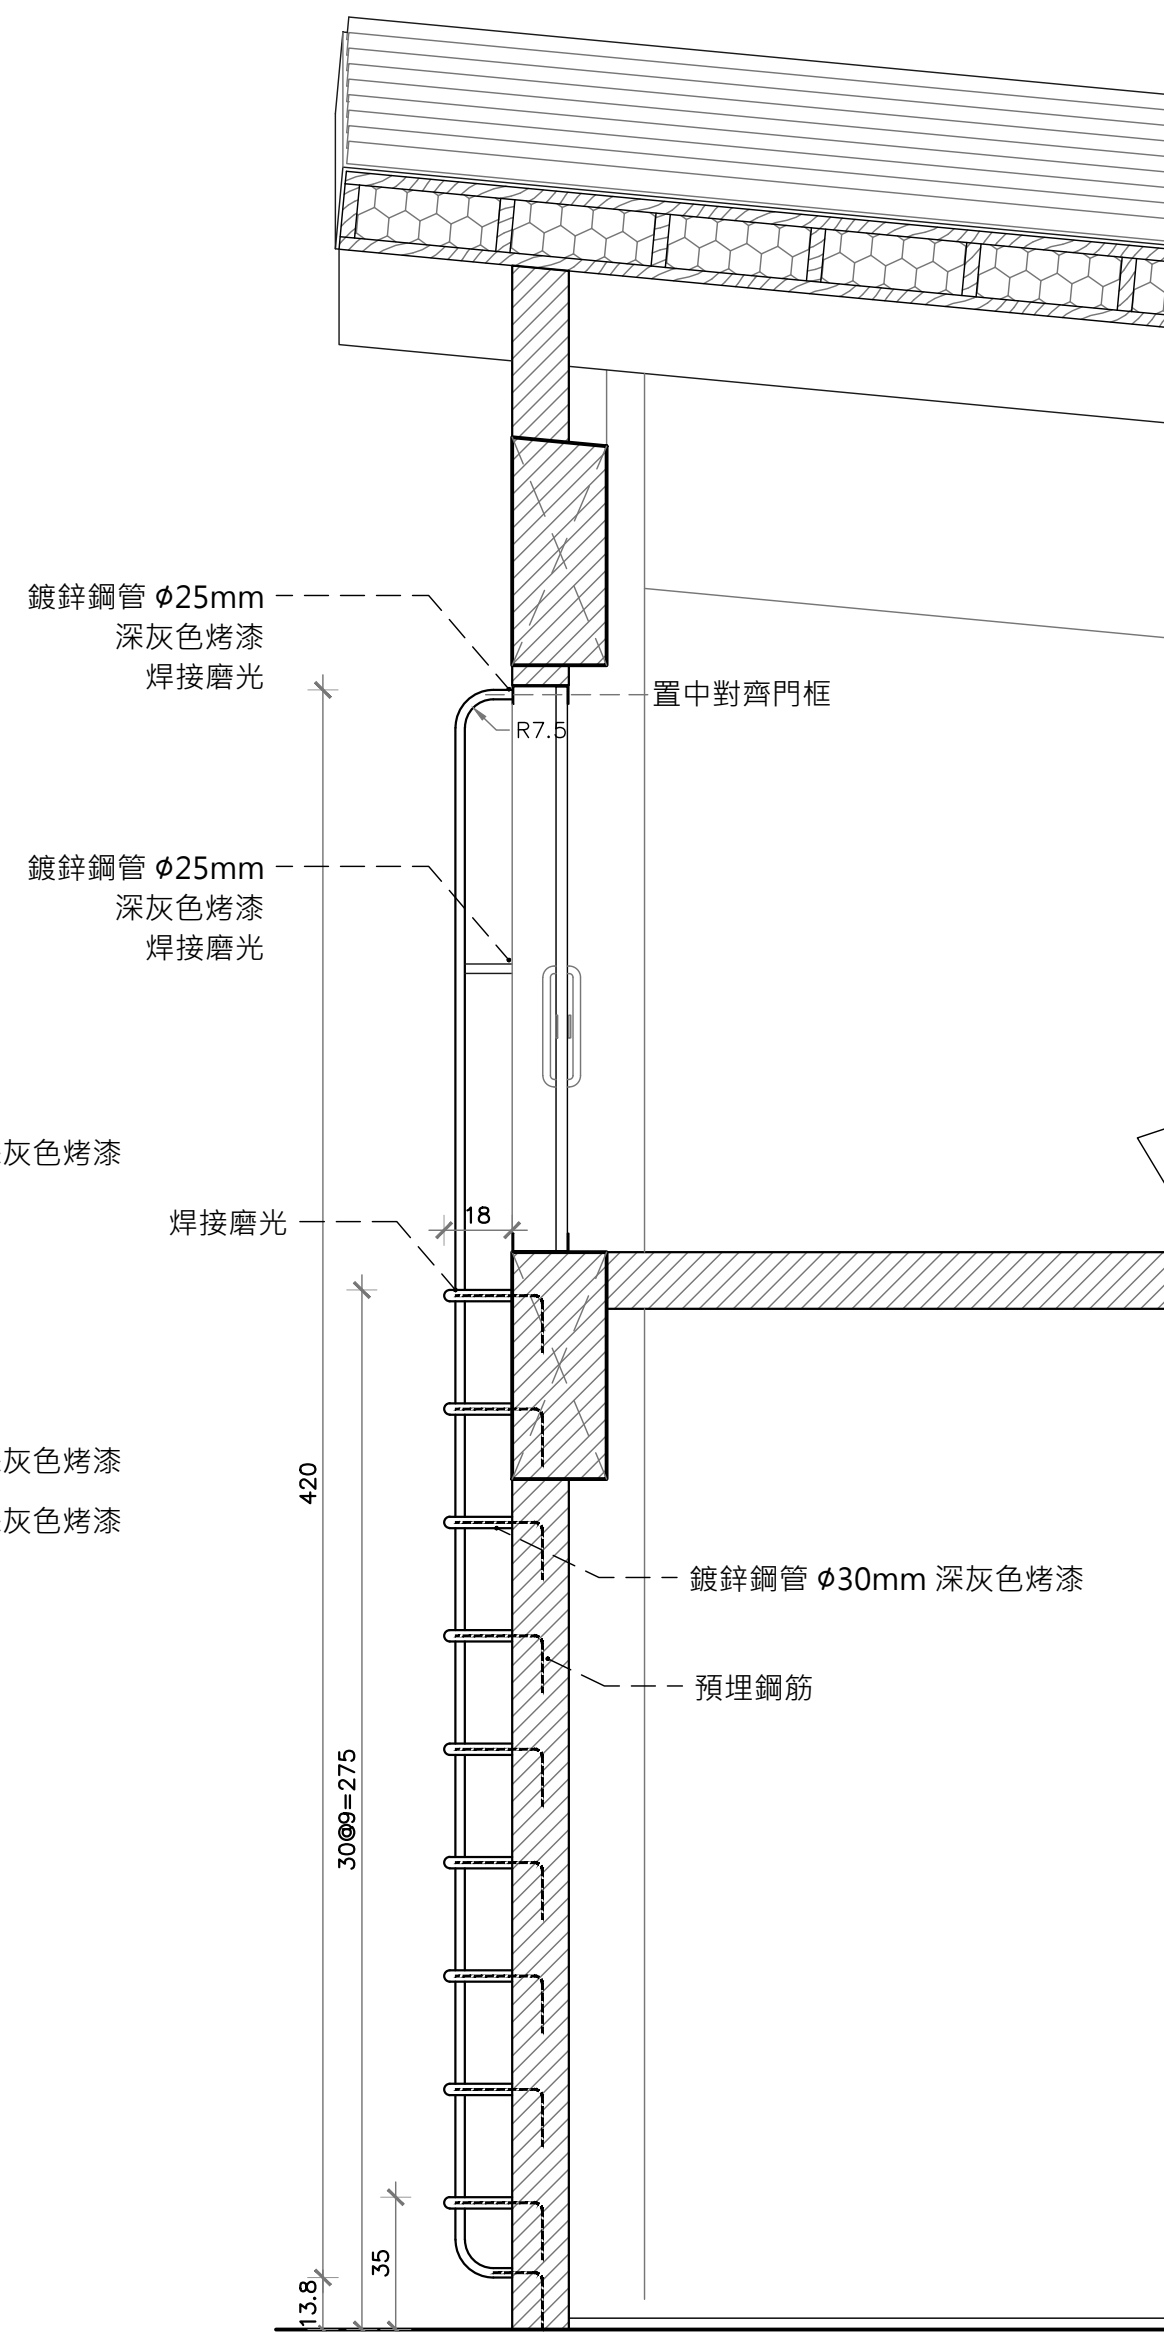 鍍鋅鋼管 ϕ25mm
深灰色烤漆
焊接磨光
置中對齊門框
R7.5
鍍鋅鋼管 ϕ25mm
深灰色烤漆
焊接磨光
灰色烤漆
18
焊接磨光
灰色烤漆
420
灰色烤漆
鍍鋅鋼管 ϕ30mm 深灰色烤漆
預埋鋼筋
30@9=275
35
13.8